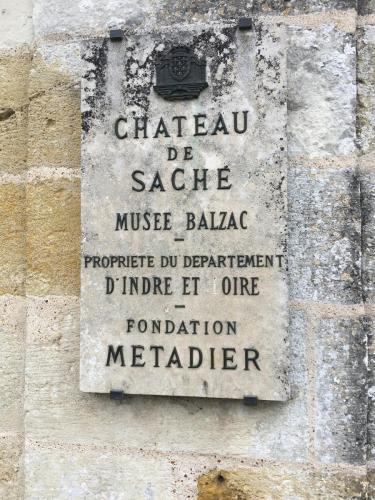 CHATEAU
DE
SACHÉ
MUSEE BALZAC
–
PROPRIETE DU DEPARTEMENT
D'INDRE ET OIRE
–
FONDATION
METADIER